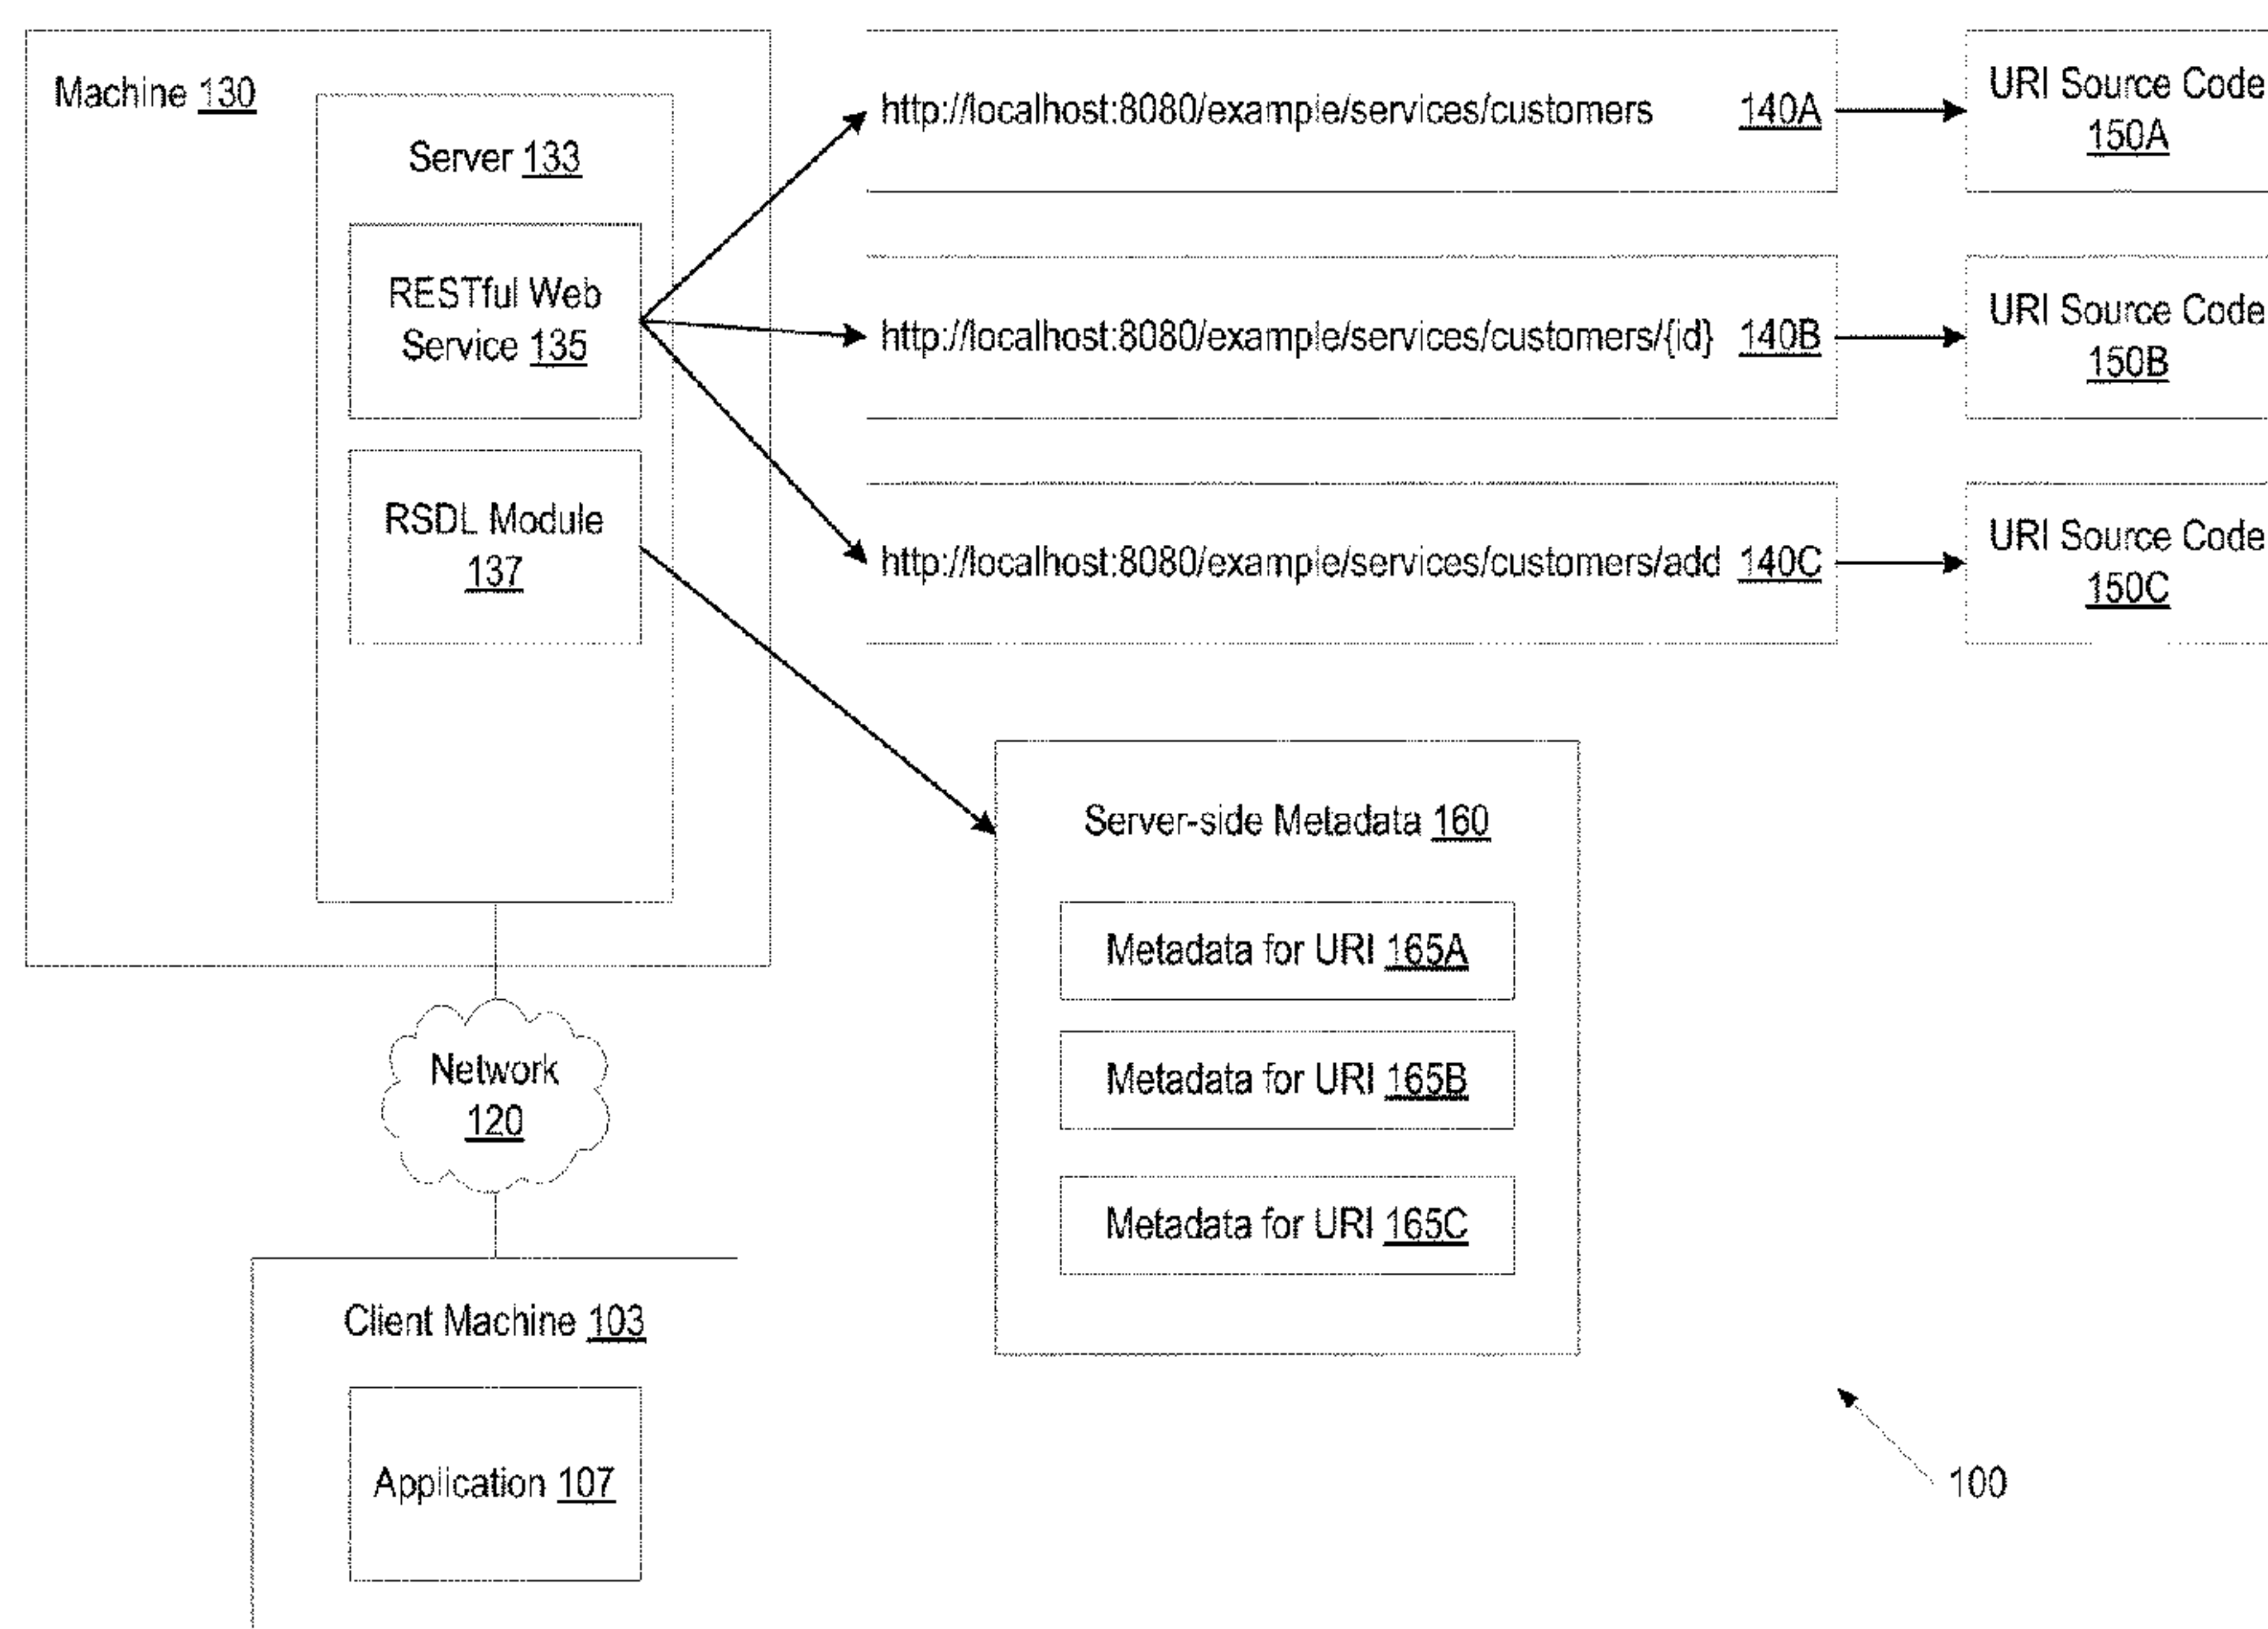 Machine 130
Server 133
RESTful Web
Service 135
RSDL Module
137
http://localhost:8080/example/services/customers 140A
URI Source Code
150A
http://localhost:8080/example/services/customers/{id} 140B
URI Source Code
150B
http://localhost:8080/example/services/customers/add 140C
URI Source Code
150C
Server-side Metadata 160
Metadata for URI 165A
Metadata for URI 165B
Metadata for URI 165C
Network
120
Client Machine 103
Application 107
100